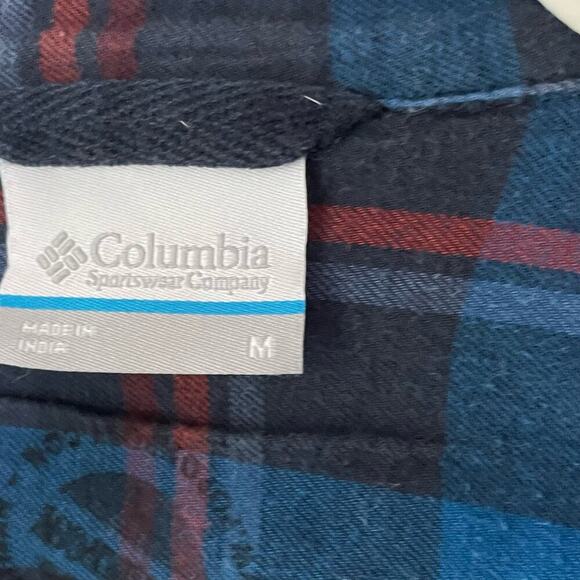 Columbia
Sportswear Company
MADE IN
INDIA
M